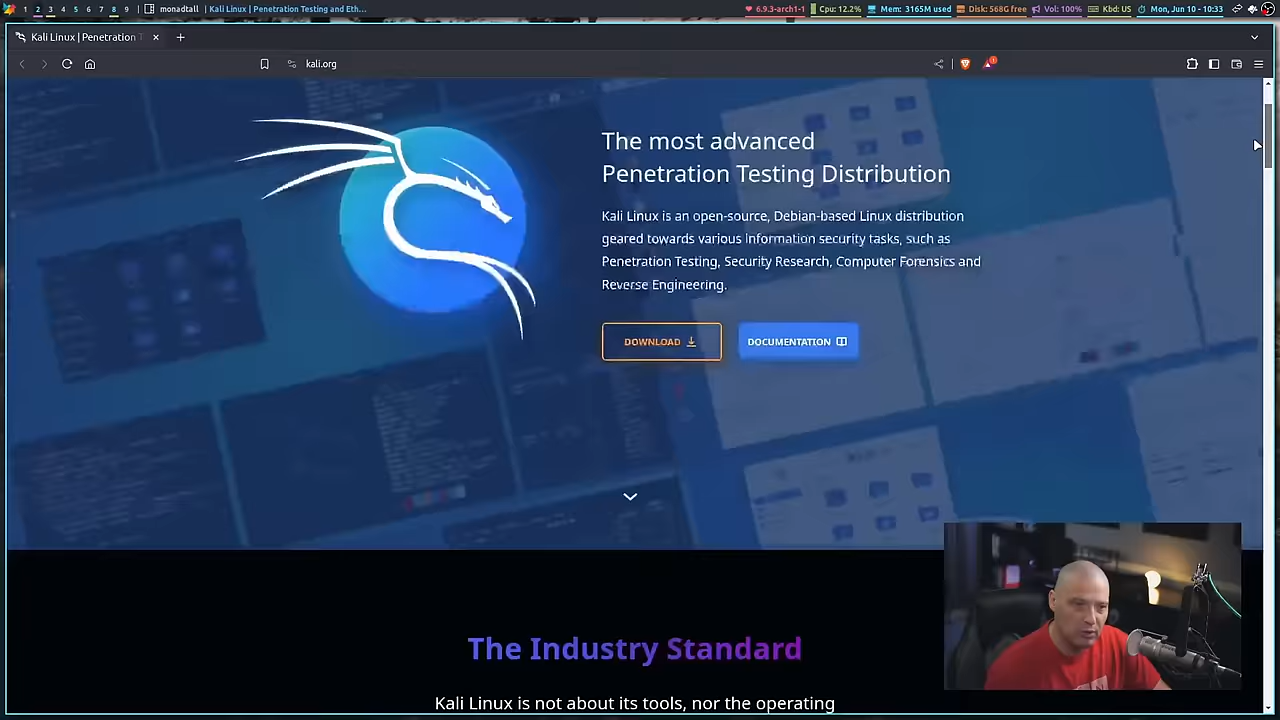 1 2 3 4 5 6 7 8 9 monadtall Kali Linux | Penetration Testing and Eth... 6.9.3-arch1-1 Cpu: 12.2% Mem: 3165M used Disk: 568G free Vol: 100% Kbd: US Mon, Jun 10 - 10:33
Kali Linux | Penetration T
kali.org
The most advanced
Penetration Testing Distribution
Kali Linux is an open-source, Debian-based Linux distribution
geared towards various Information security tasks, such as
Penetration Testing, Security Research, Computer Forensics and
Reverse Engineering.
DOWNLOAD DOCUMENTATION
The Industry Standard
Kali Linux is not about its tools, nor the operating